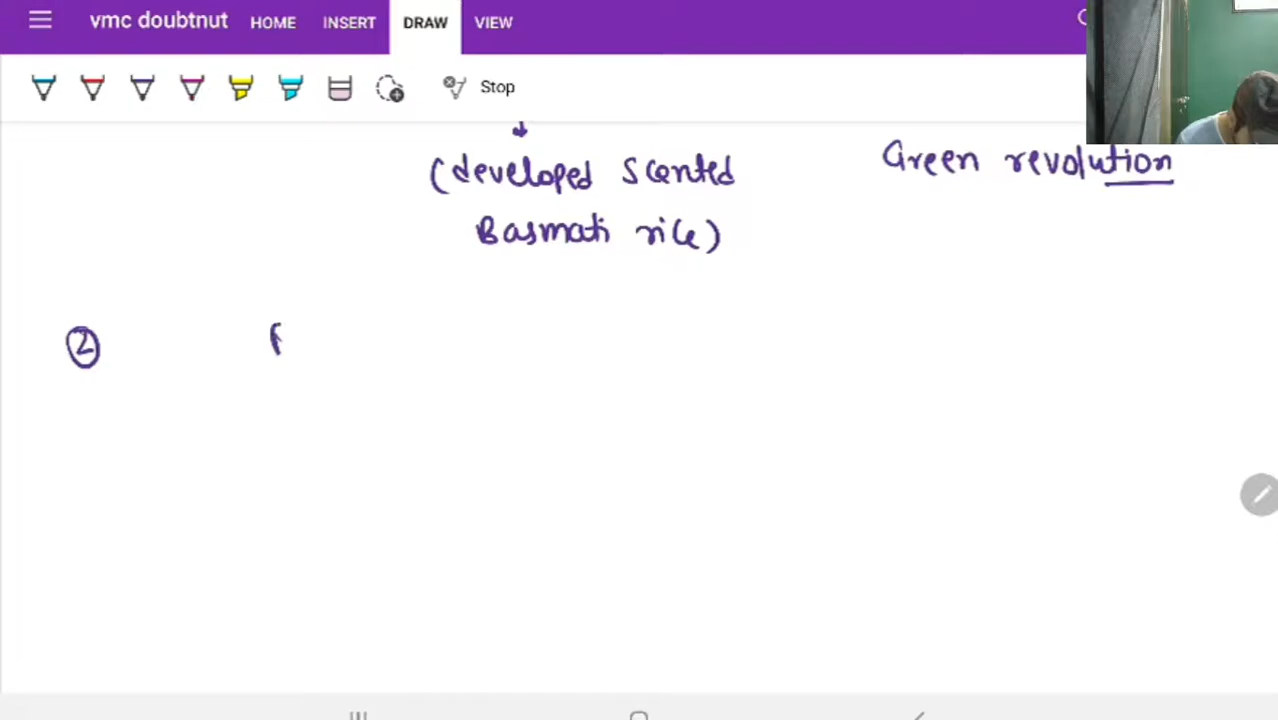 vmc doubtnut HOME INSERT DRAW VIEW
Stop
(developed Scented
Basmati rice)
Green revolution
②